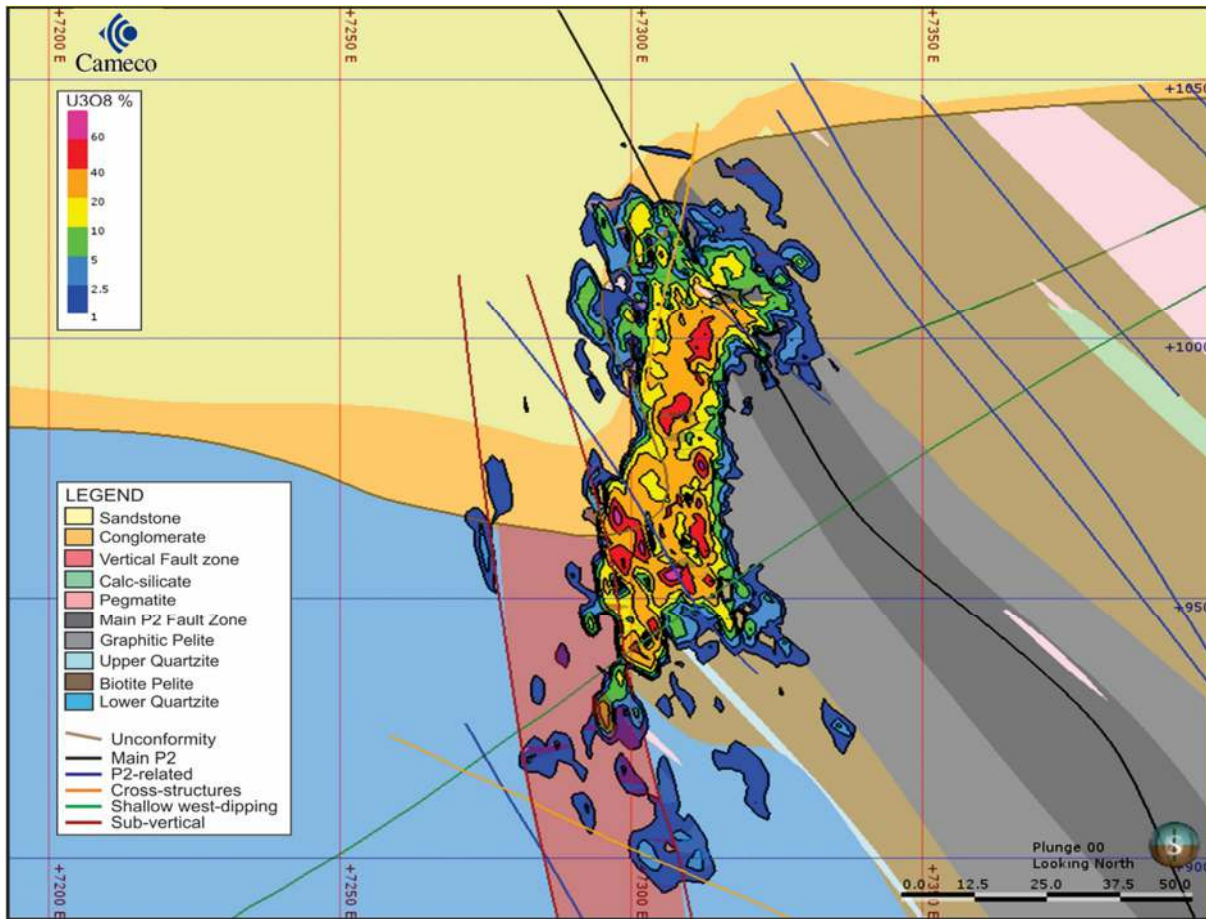 +7200 E
+7250 E
+7300 E
+7350 E
Cameco
U3O8 %
60
40
20
10
5
2.5
1
+1050
+1000
+950
+900
LEGEND
Sandstone
Conglomerate
Vertical Fault zone
Calc-silicate
Pegmatite
Main P2 Fault Zone
Graphitic Pelite
Upper Quartzite
Biotite Pelite
Lower Quartzite
Unconformity
Main P2
P2-related
Cross-structures
Shallow west-dipping
Sub-vertical
Plunge 00
Looking North
S
0.0 12.5 25.0 37.5 50.0
+7200 E
+7250 E
+7300 E
+7350 E